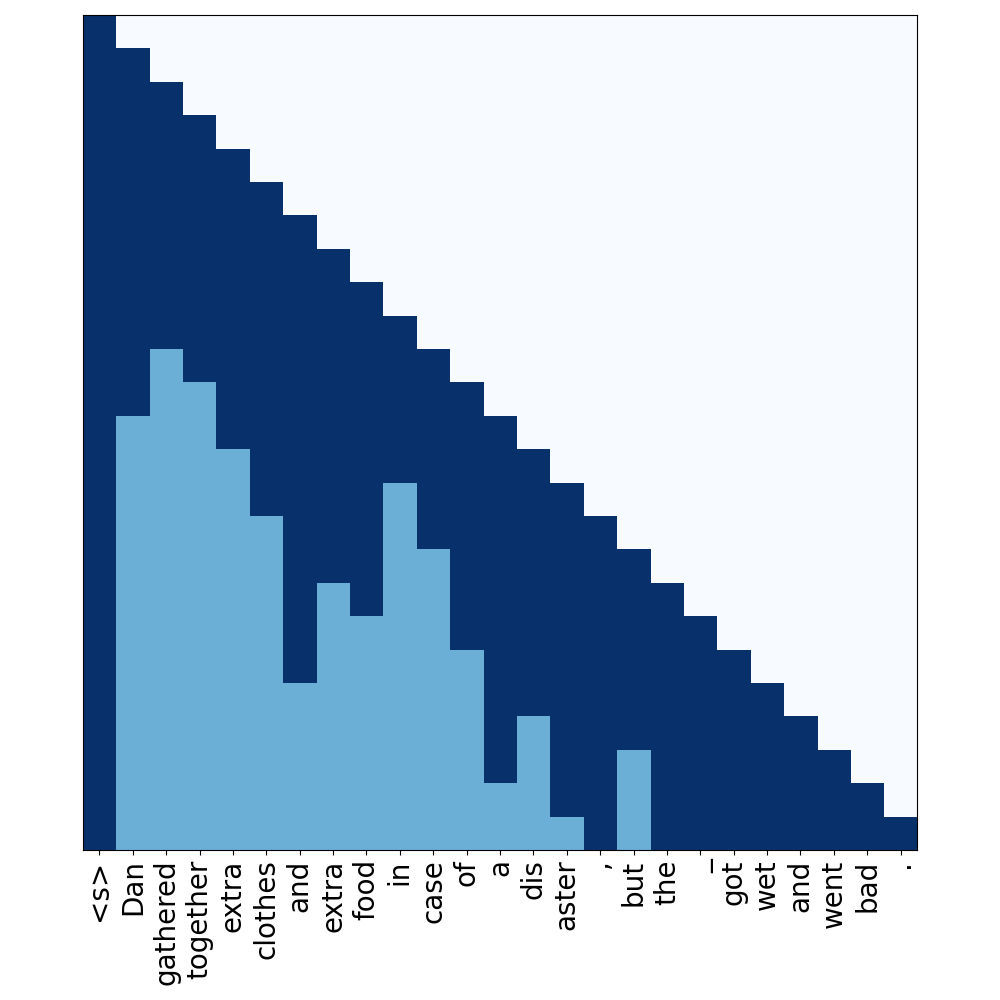 <s> Dan gathered together extra clothes and extra food in case of a dis aster , but the _ got wet and went bad .